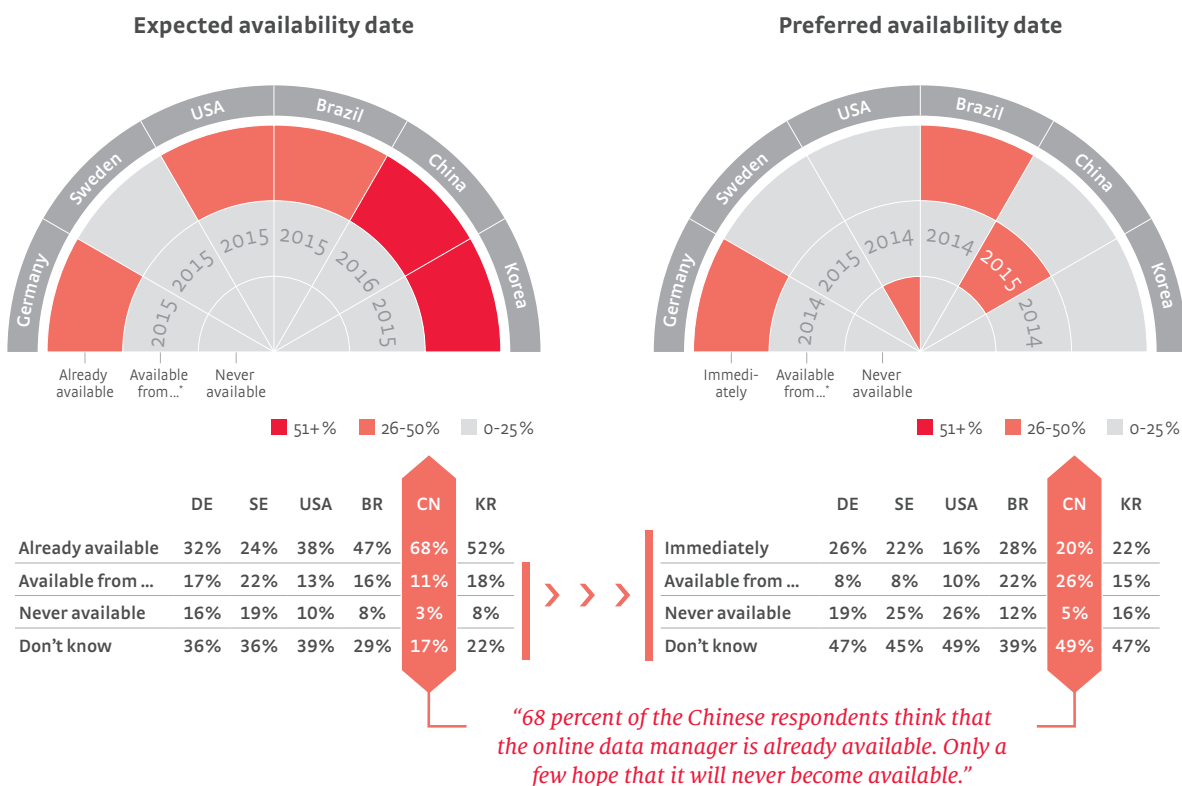 Expected availability date
Germany
Sweden
USA
Brazil
China
Korea
2015
2015
2015
2015
2016
2015
Already
available
Available
from ...*
Never
available
51+ %
26-50 %
0-25 %
DE SE USA BR CN KR
Already available 32% 24% 38% 47% 68% 52%
Available from ... 17% 22% 13% 16% 11% 18%
Never available 16% 19% 10% 8% 3% 8%
Don’t know 36% 36% 39% 29% 17% 22%
Preferred availability date
Germany
Sweden
USA
Brazil
China
Korea
2014
2015
2014
2014
2015
2014
Immedi-
ately
Available
from ...*
Never
available
51+ %
26-50 %
0-25 %
DE SE USA BR CN KR
Immediately 26% 22% 16% 28% 20% 22%
Available from ... 8% 8% 10% 22% 26% 15%
Never available 19% 25% 26% 12% 5% 16%
Don’t know 47% 45% 49% 39% 49% 47%
“68 percent of the Chinese respondents think that
the online data manager is already available. Only a
few hope that it will never become available.”